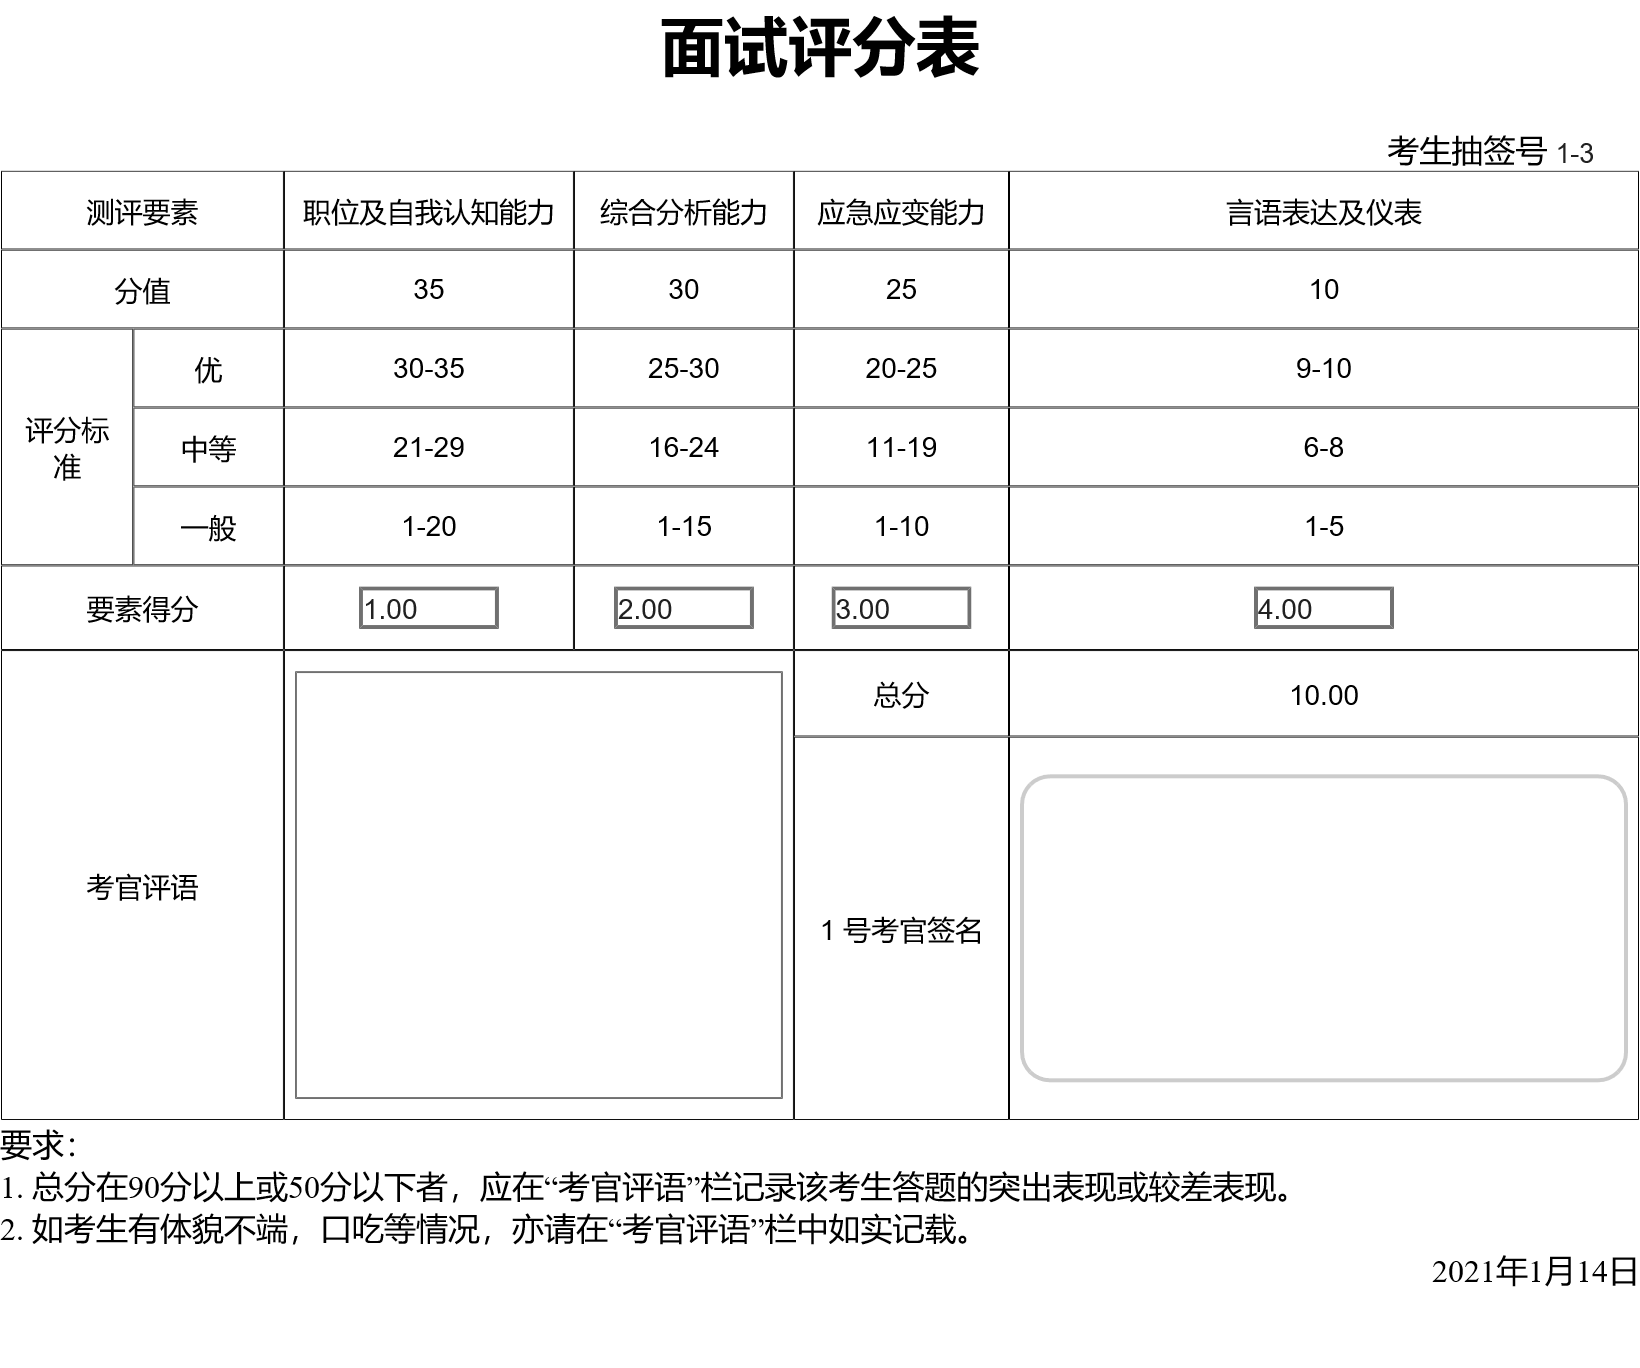 面试评分表
考生抽签号 1-3
测评要素 职位及自我认知能力 综合分析能力 应急应变能力 言语表达及仪表
分值 35 30 25 10
评分标
准
优 30-35 25-30 20-25 9-10
中等 21-29 16-24 11-19 6-8
一般 1-20 1-15 1-10 1-5
要素得分 1.00 2.00 3.00 4.00
考官评语
总分 10.00
1 号考官签名
要求：
1. 总分在90分以上或50分以下者，应在“考官评语”栏记录该考生答题的突出表现或较差表现。
2. 如考生有体貌不端，口吃等情况，亦请在“考官评语”栏中如实记载。
2021年1月14日